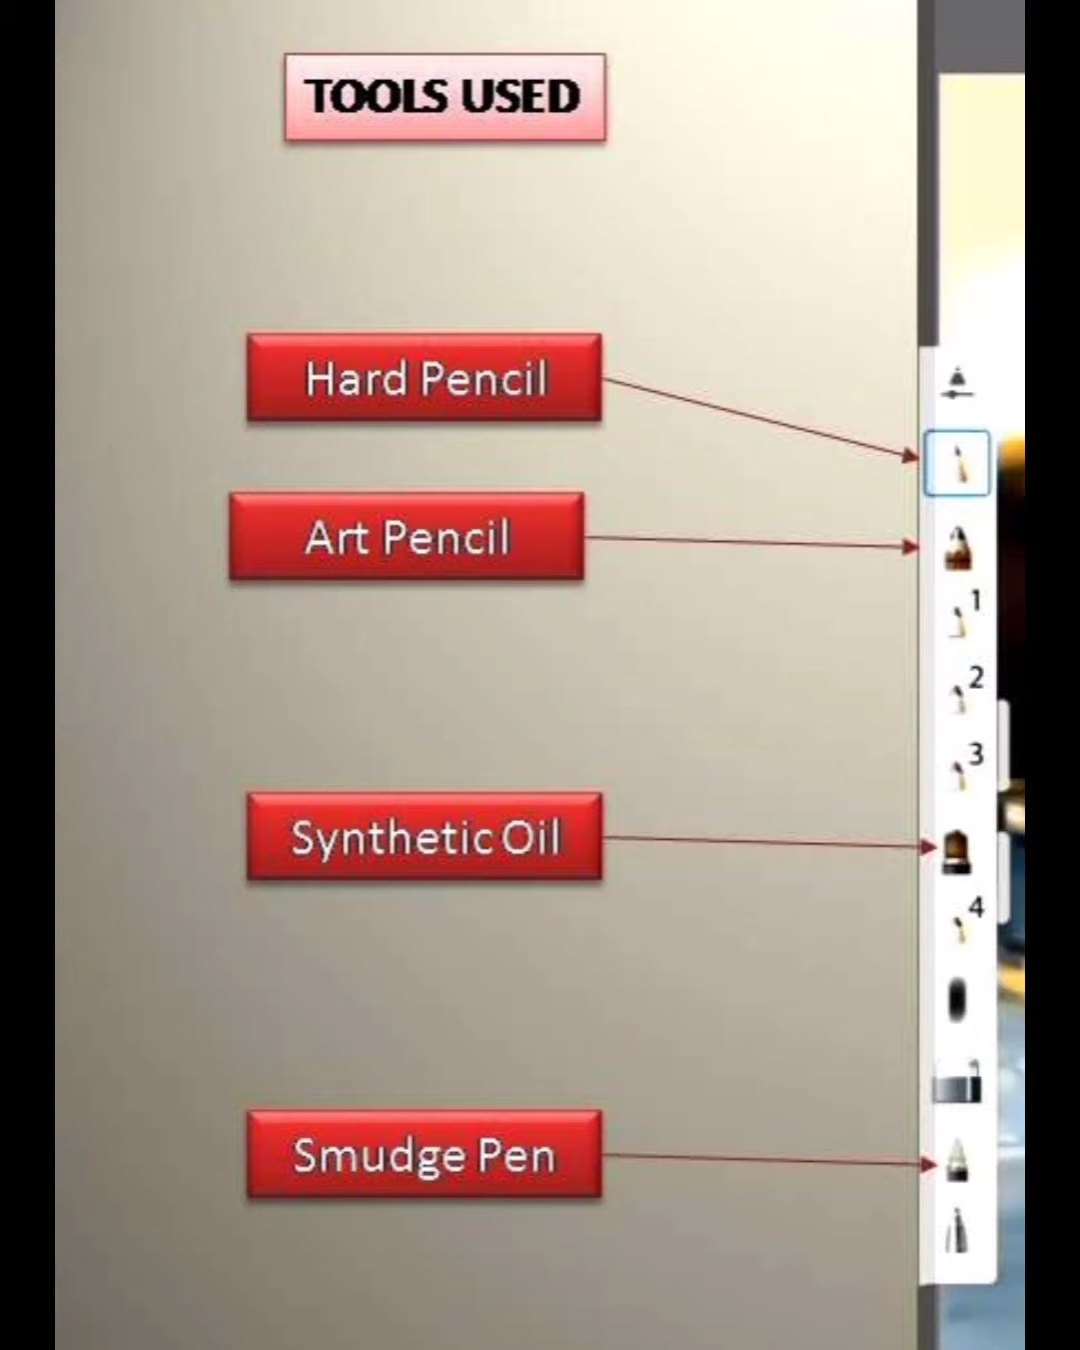 TOOLS USED
Hard Pencil
Art Pencil
1
2
3
Synthetic Oil
4
Smudge Pen